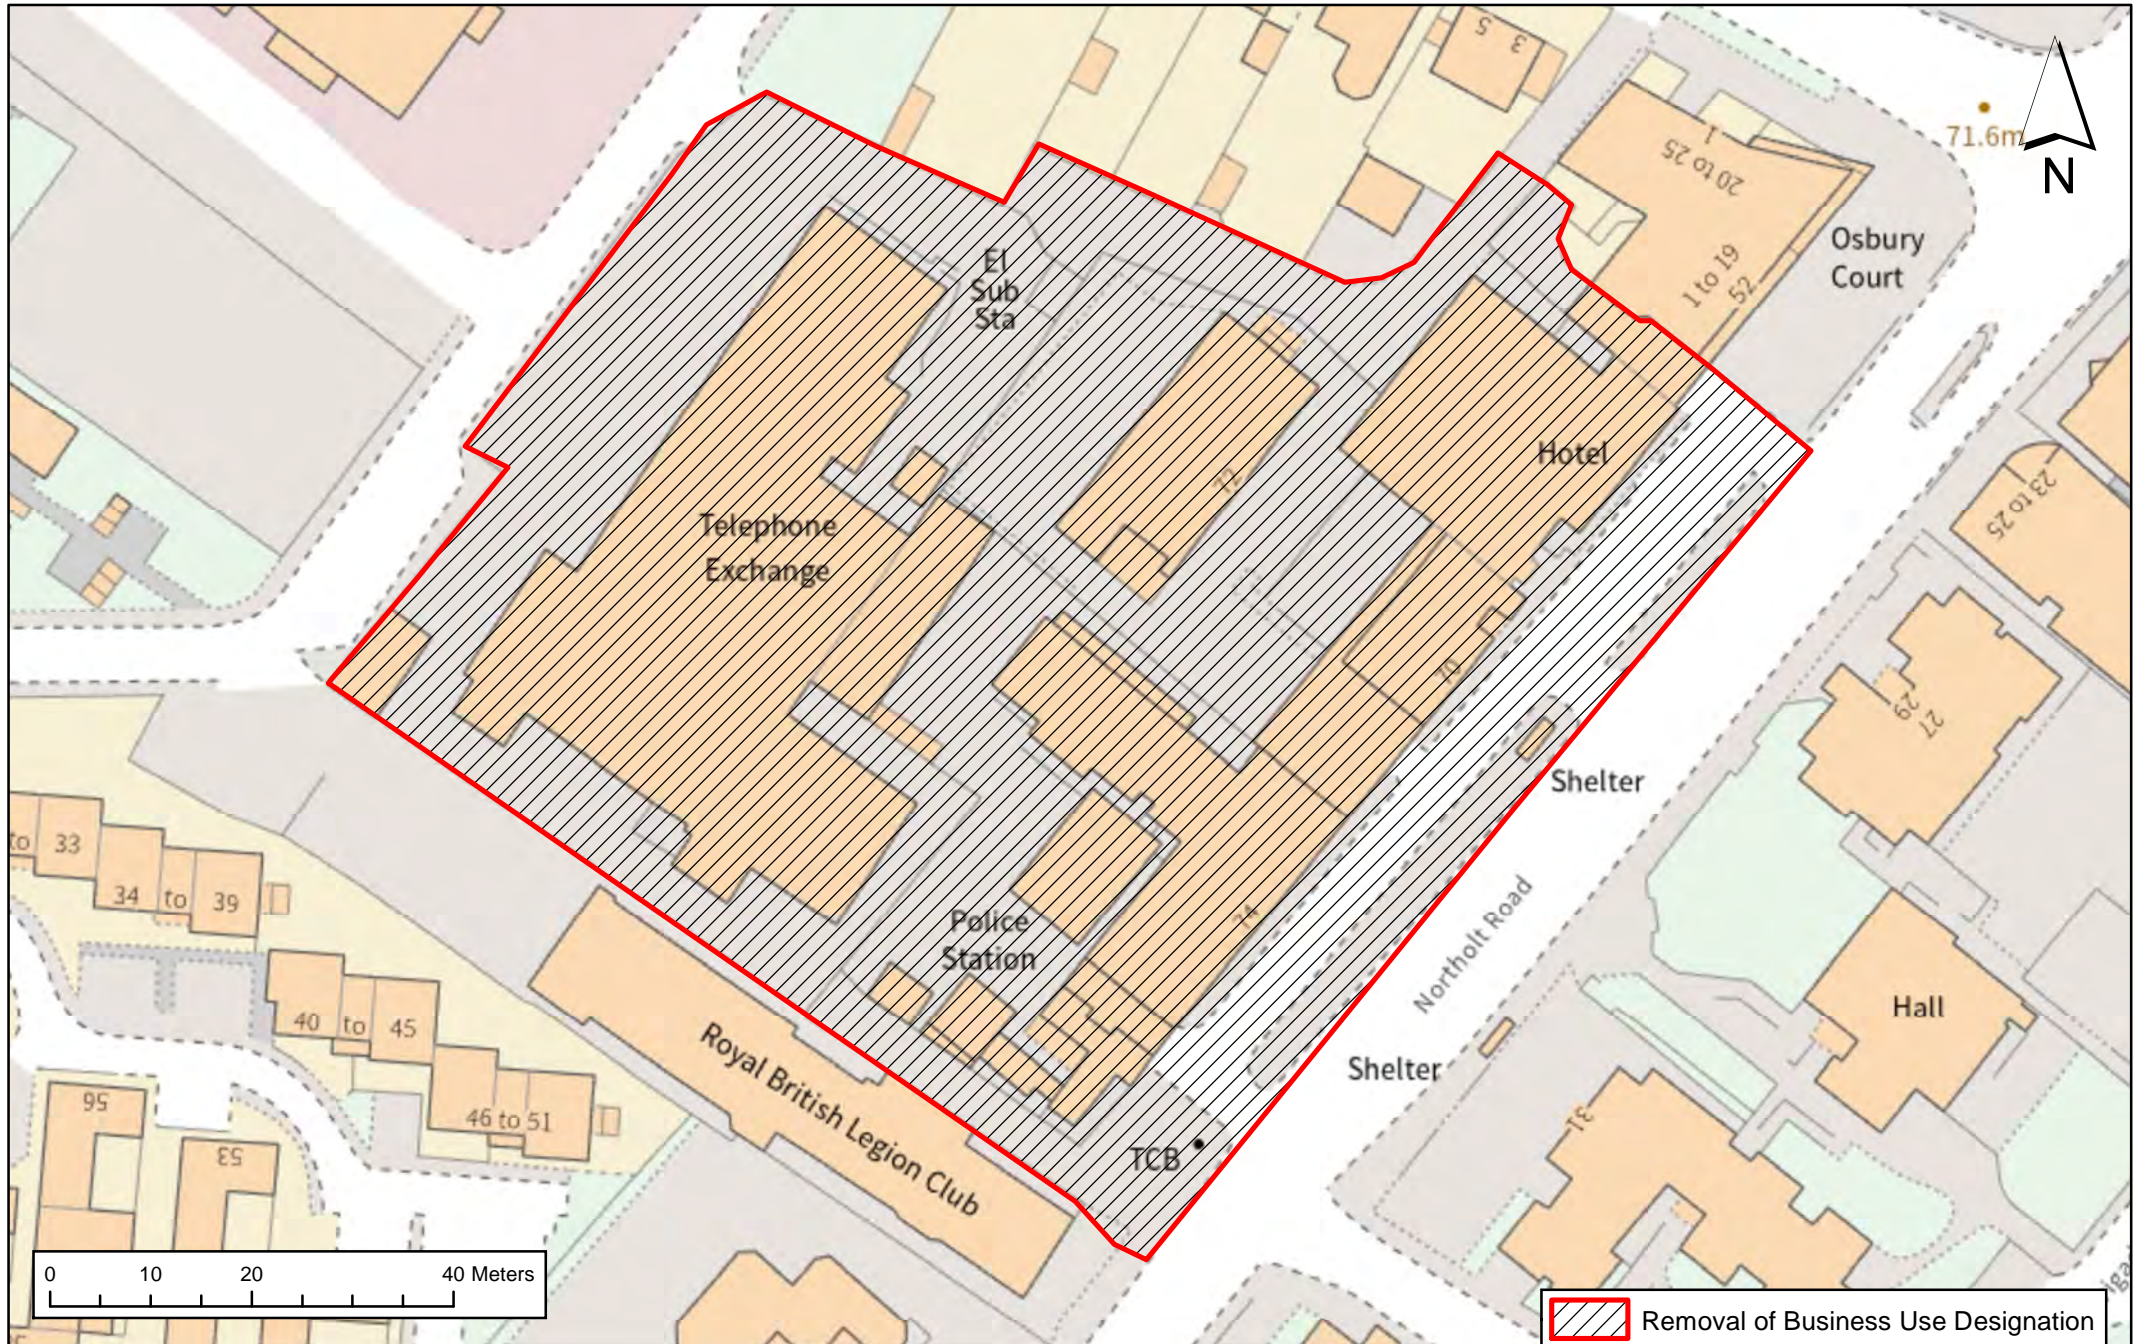 5
3
1
20 to 25
71.6m
N
Osbury
Court
1 to 19
52
El
Sub
Sta
Hotel
72
23 to 25
Telephone
Exchange
70
29
27
Shelter
to
33
34 to 39
74
Police
Station
Northolt Road
Hall
40 to 45
Royal British Legion Club
Shelter
46 to 51
56
53
31
TCB
0 10 20 40 Meters
Removal of Business Use Designation